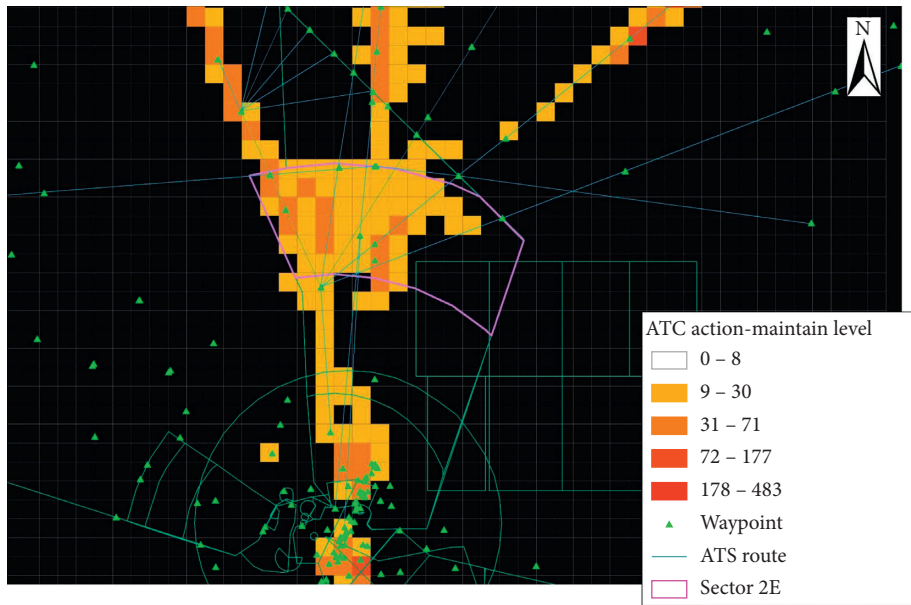 N
ATC action-maintain level
0 – 8
9 – 30
31 – 71
72 – 177
178 – 483
Waypoint
ATS route
Sector 2E